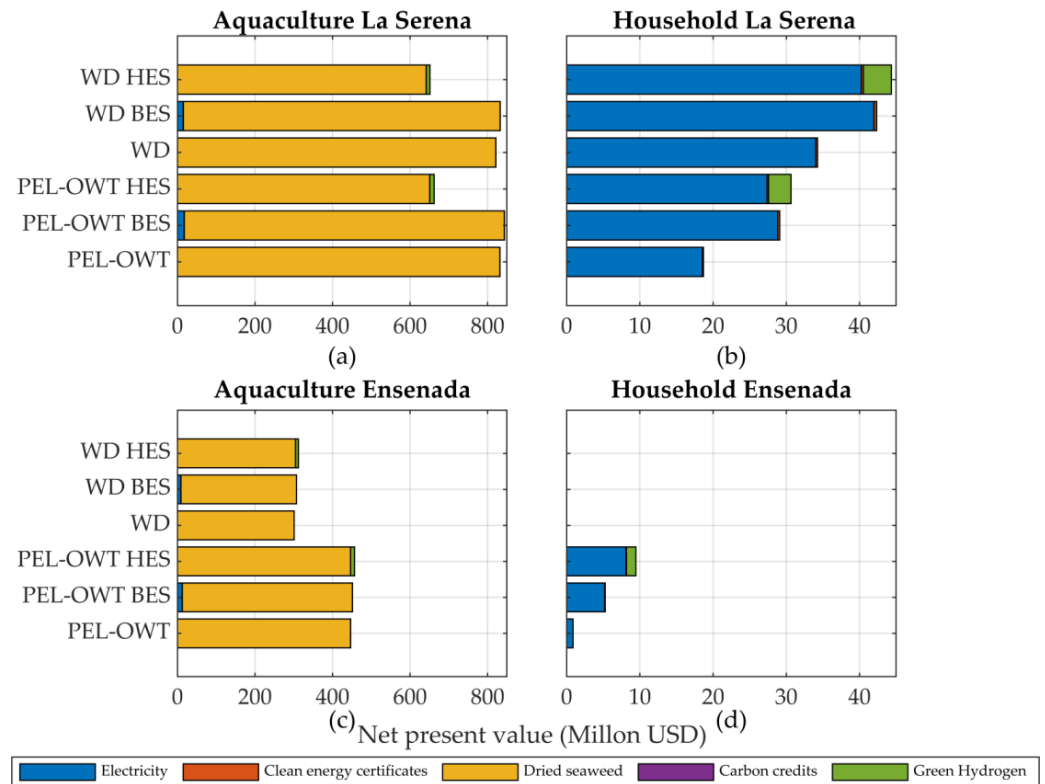 Aquaculture La Serena
WD HES
WD BES
WD
PEL-OWT HES
PEL-OWT BES
PEL-OWT
0 200 400 600 800
(a)
Household La Serena
0 10 20 30 40
(b)
Aquaculture Ensenada
WD HES
WD BES
WD
PEL-OWT HES
PEL-OWT BES
PEL-OWT
0 200 400 600 800
(c)
Household Ensenada
0 10 20 30 40
(d)
Net present value (Millon USD)
Electricity Clean energy certificates Dried seaweed Carbon credits Green Hydrogen